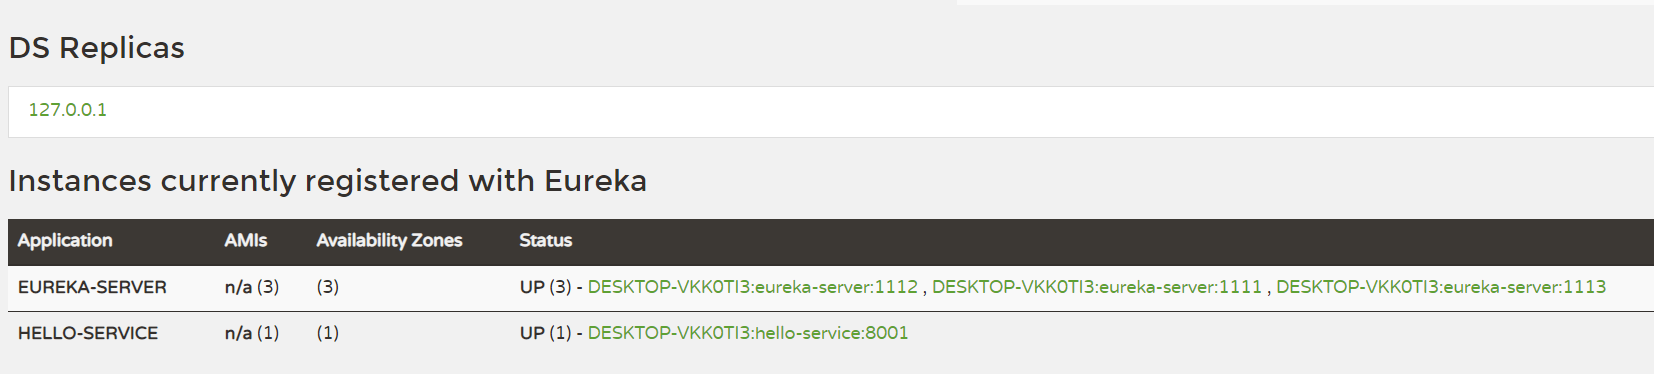 DS Replicas
127.0.0.1
Instances currently registered with Eureka
Application AMIs Availability Zones Status
EUREKA-SERVER n/a (3) (3) UP (3) - DESKTOP-VKK0TI3:eureka-server:1112 , DESKTOP-VKK0TI3:eureka-server:1111 , DESKTOP-VKK0TI3:eureka-server:1113
HELLO-SERVICE n/a (1) (1) UP (1) - DESKTOP-VKK0TI3:hello-service:8001